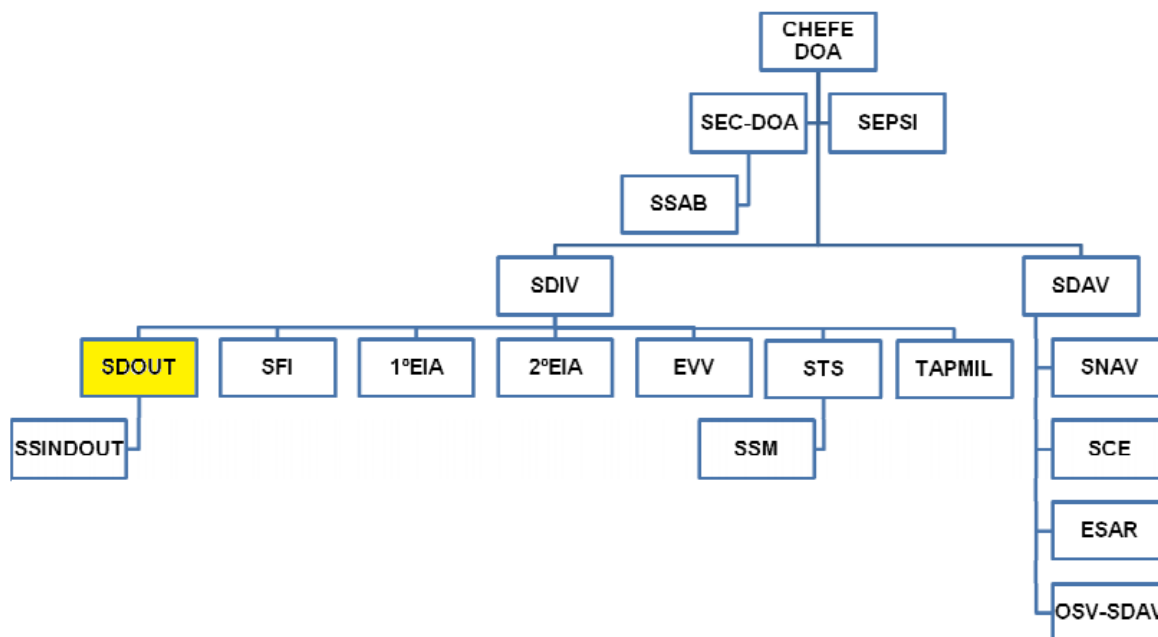 CHEFE
DOA
SEC-DOA
SEPSI
SSAB
SDIV
SDAV
SDOUT
SFI
1ºEIA
2ºEIA
EVV
STS
TAPMIL
SNAV
SSINDOUT
SSM
SCE
ESAR
OSV-SDAV